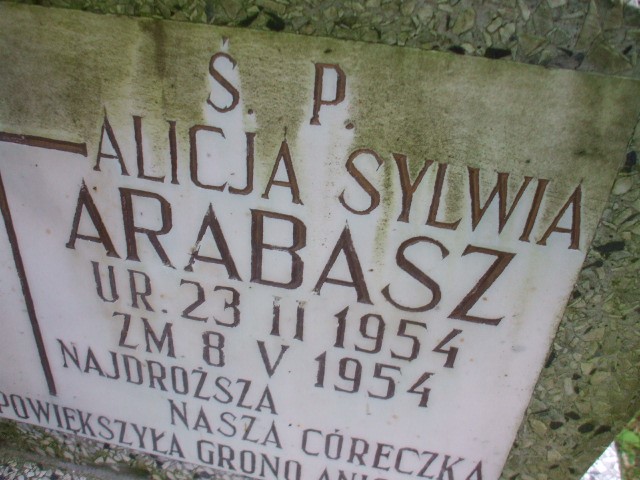 Ś. P.
ALICJA SYLWIA
ARABASZ
UR. 23 II 1954
ZM 8 V 1954
NAJDROŻSZA
NASZA CÓRECZKA
POWIĘKSZYŁA GRONO